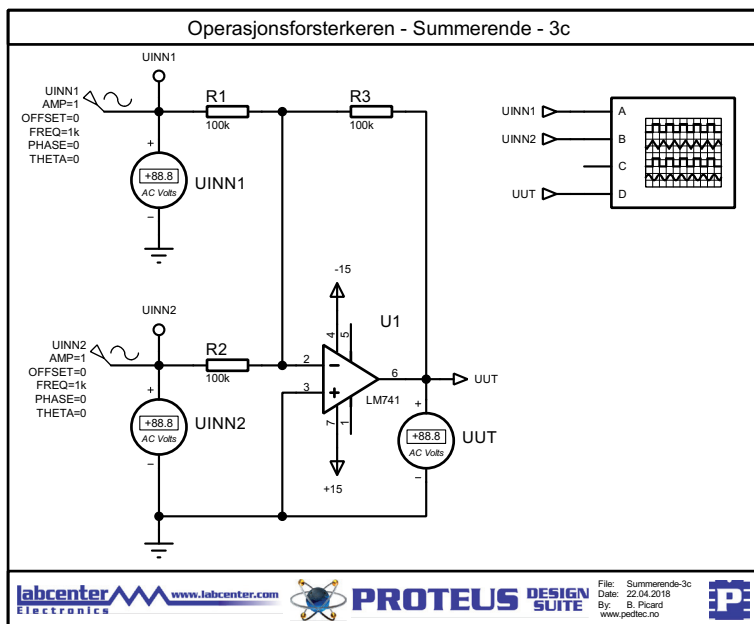 Operasjonsforsterkeren - Summerende - 3c
UINN1
UINN1
AMP=1
OFFSET=0
FREQ=1k
PHASE=0
THETA=0
R1
100k
R3
100k
+
+88.8
AC Volts
−
UINN1
UINN1
UINN2
UUT
A
B
C
D
UINN2
UINN2
AMP=1
OFFSET=0
FREQ=1k
PHASE=0
THETA=0
R2
100k
+
+88.8
AC Volts
−
UINN2
-15
4
5
U1
2
−
3
+
6
LM741
7
1
+15
UUT
+
+88.8
AC Volts
−
UUT
labcenter
Electronics
www.labcenter.com
PROTEUS
DESIGN
SUITE
File: Summerende-3c
Date: 22.04.2018
By: B. Picard
www.pedtec.no
P